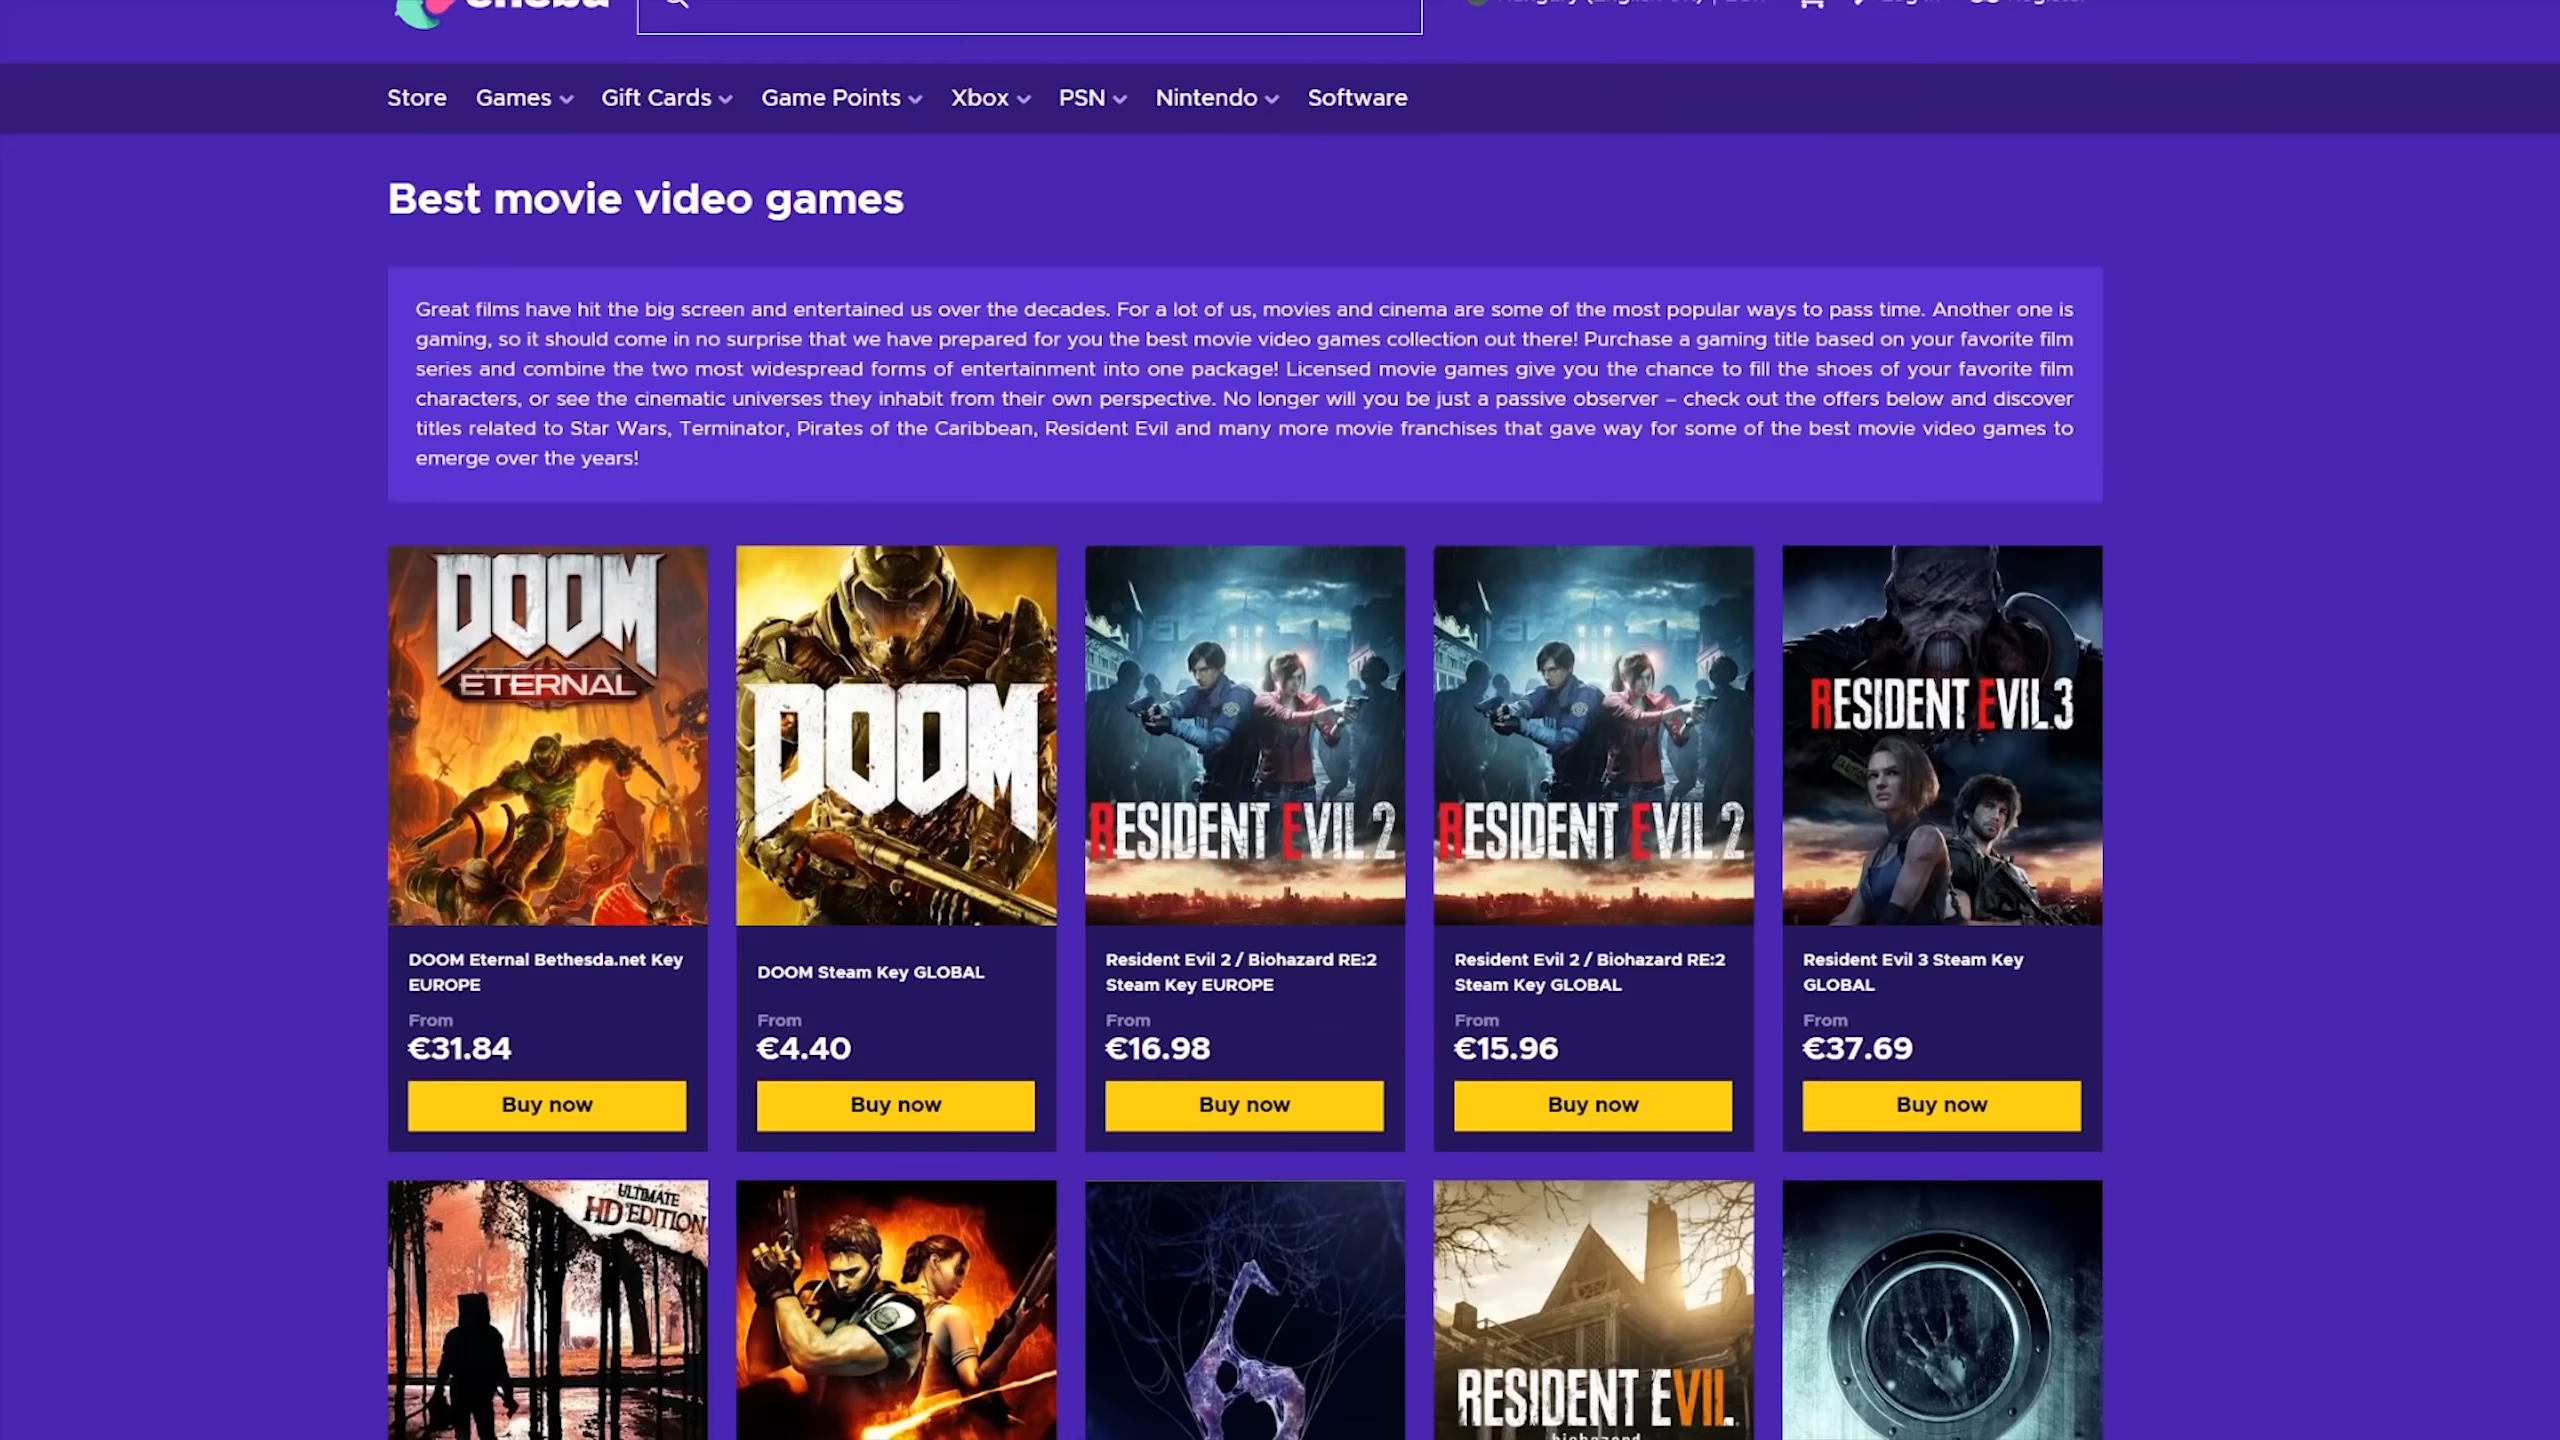 eneba
Store Games Gift Cards Game Points Xbox PSN Nintendo Software
Best movie video games
Great films have hit the big screen and entertained us over the decades. For a lot of us, movies and cinema are some of the most popular ways to pass time. Another one is
gaming, so it should come in no surprise that we have prepared for you the best movie video games collection out there! Purchase a gaming title based on your favorite film
series and combine the two most widespread forms of entertainment into one package! Licensed movie games give you the chance to fill the shoes of your favorite film
characters, or see the cinematic universes they inhabit from their own perspective. No longer will you be just a passive observer – check out the offers below and discover
titles related to Star Wars, Terminator, Pirates of the Caribbean, Resident Evil and many more movie franchises that gave way for some of the best movie video games to
emerge over the years!
DOOM
ETERNAL
DOOM
RESIDENT EVIL 2
RESIDENT EVIL 2
RESIDENT EVIL 3
DOOM Eternal Bethesda.net Key
EUROPE
From
€31.84
Buy now
DOOM Steam Key GLOBAL
From
€4.40
Buy now
Resident Evil 2 / Biohazard RE:2
Steam Key EUROPE
From
€16.98
Buy now
Resident Evil 2 / Biohazard RE:2
Steam Key GLOBAL
From
€15.96
Buy now
Resident Evil 3 Steam Key
GLOBAL
From
€37.69
Buy now
ULTIMATE
HD EDITION
RESIDENT EVIL
biohazard